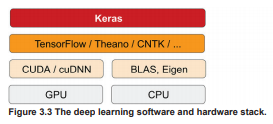 Keras
TensorFlow / Theano / CNTK / ...
CUDA / cuDNN
BLAS, Eigen
GPU
CPU
Figure 3.3 The deep learning software and hardware stack.